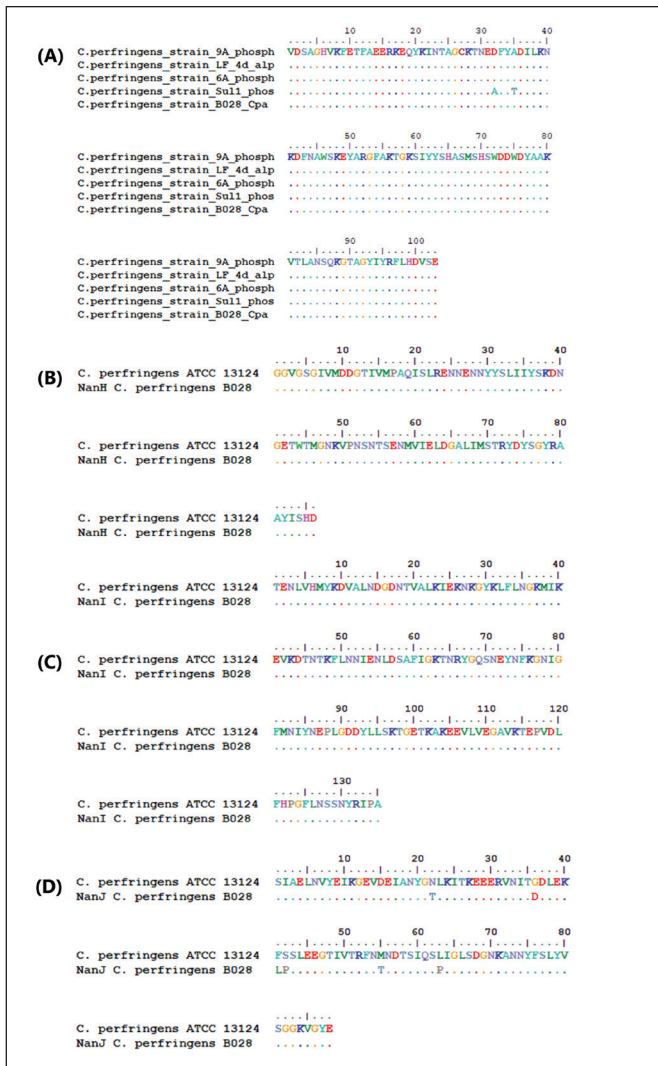 10 20 30 40
....|....|....|....|....|....|....|....|
(A) C.perfringens_strain_9A_phosph VDSAGHVKFETFAEERKEQYKINTAGCKTNEDFYADILKN
C.perfringens_strain_LF_4d_alp ........................................
C.perfringens_strain_6A_phosph ........................................
C.perfringens_strain_Sul1_phos ...............................A..T.....
C.perfringens_strain_B028_Cpa ........................................
50 60 70 80
....|....|....|....|....|....|....|....|
C.perfringens_strain_9A_phosph KDFNAWSKEYARGFAKTGKSIYYSHASMSHSWDDWDYAAK
C.perfringens_strain_LF_4d_alp ........................................
C.perfringens_strain_6A_phosph ........................................
C.perfringens_strain_Sul1_phos ........................................
C.perfringens_strain_B028_Cpa ........................................
90 100
....|....|....|....|...
C.perfringens_strain_9A_phosph VTLANSQKGTAGYIYRFLHDVSE
C.perfringens_strain_LF_4d_alp .......................
C.perfringens_strain_6A_phosph .......................
C.perfringens_strain_Sul1_phos .......................
C.perfringens_strain_B028_Cpa .......................
10 20 30 40
....|....|....|....|....|....|....|....|
(B) C. perfringens ATCC 13124 GGVGSGIVMDDGTIVMPAQISLRENNENNYYSLIIYSKDN
NanH C. perfringens B028 ........................................
50 60 70 80
....|....|....|....|....|....|....|....|
C. perfringens ATCC 13124 GETWTMGNKVPNSNTSENMVIELDGALIMSTRYDYSGYRA
NanH C. perfringens B028 ........................................
....|.
C. perfringens ATCC 13124 AYISHD
NanH C. perfringens B028 ......
10 20 30 40
....|....|....|....|....|....|....|....|
C. perfringens ATCC 13124 TENLVHMYKDVALNDGDNTVALKIEKNKGYKLFLNGKMIK
NanI C. perfringens B028 ........................................
50 60 70 80
....|....|....|....|....|....|....|....|
(C) C. perfringens ATCC 13124 EVKDTNTKFLNNIENLDSAFIGKTNRYGQSNEYNFKGNIG
NanI C. perfringens B028 ........................................
90 100 110 120
....|....|....|....|....|....|....|....|
C. perfringens ATCC 13124 FMNIYNEPLGDDYLLSKTGETKAKEEVLVEGAVKTEPVDL
NanI C. perfringens B028 ........................................
130
....|....|....|
C. perfringens ATCC 13124 FHPGFLNSSNYRIPA
NanI C. perfringens B028 ...............
10 20 30 40
....|....|....|....|....|....|....|....|
(D) C. perfringens ATCC 13124 SIAELNVYEIKGEVDEIANYGNLKITKEEERVNITGDLEK
NanJ C. perfringens B028 .....................T.............D....
50 60 70 80
....|....|....|....|....|....|....|....|
C. perfringens ATCC 13124 FSSLEEGTIVTRFNMNDTSIQSLIGLSDGNKANNYFSLYV
NanJ C. perfringens B028 LP............T.......P.................
....|...
C. perfringens ATCC 13124 SGGKVGYE
NanJ C. perfringens B028 ........